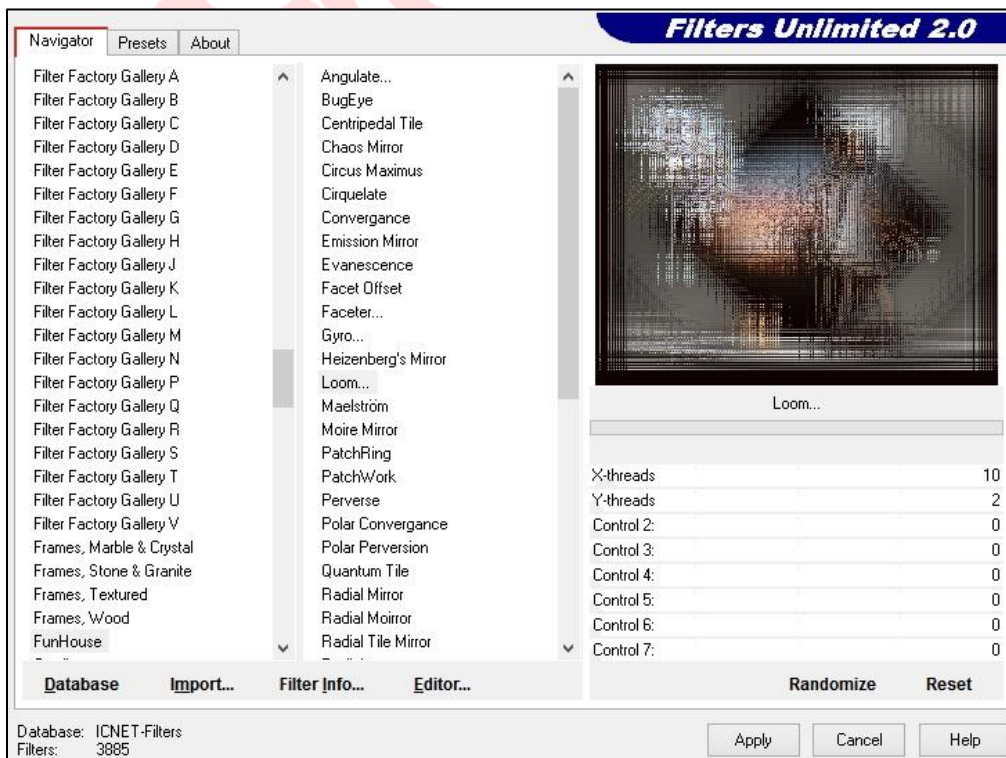 Filters Unlimited 2.0
Navigator
Presets
About
Filter Factory Gallery A
Filter Factory Gallery B
Filter Factory Gallery C
Filter Factory Gallery D
Filter Factory Gallery E
Filter Factory Gallery F
Filter Factory Gallery G
Filter Factory Gallery H
Filter Factory Gallery J
Filter Factory Gallery K
Filter Factory Gallery L
Filter Factory Gallery M
Filter Factory Gallery N
Filter Factory Gallery P
Filter Factory Gallery Q
Filter Factory Gallery R
Filter Factory Gallery S
Filter Factory Gallery T
Filter Factory Gallery U
Filter Factory Gallery V
Frames, Marble & Crystal
Frames, Stone & Granite
Frames, Textured
Frames, Wood
FunHouse
Angulate...
BugEye
Centripedal Tile
Chaos Mirror
Circus Maximus
Cirquelate
Convergance
Emission Mirror
Evanescence
Facet Offset
Faceter...
Gyro...
Heizenberg's Mirror
Loom...
Maelström
Moire Mirror
PatchRing
PatchWork
Perverse
Polar Convergance
Polar Perversion
Quantum Tile
Radial Mirror
Radial Moirror
Radial Tile Mirror
Loom...
X-threads 10
Y-threads 2
Control 2: 0
Control 3: 0
Control 4: 0
Control 5: 0
Control 6: 0
Control 7: 0
Database Import... Filter Info... Editor... Randomize Reset
Database: ICNET-Filters
Filters: 3885
Apply Cancel Help